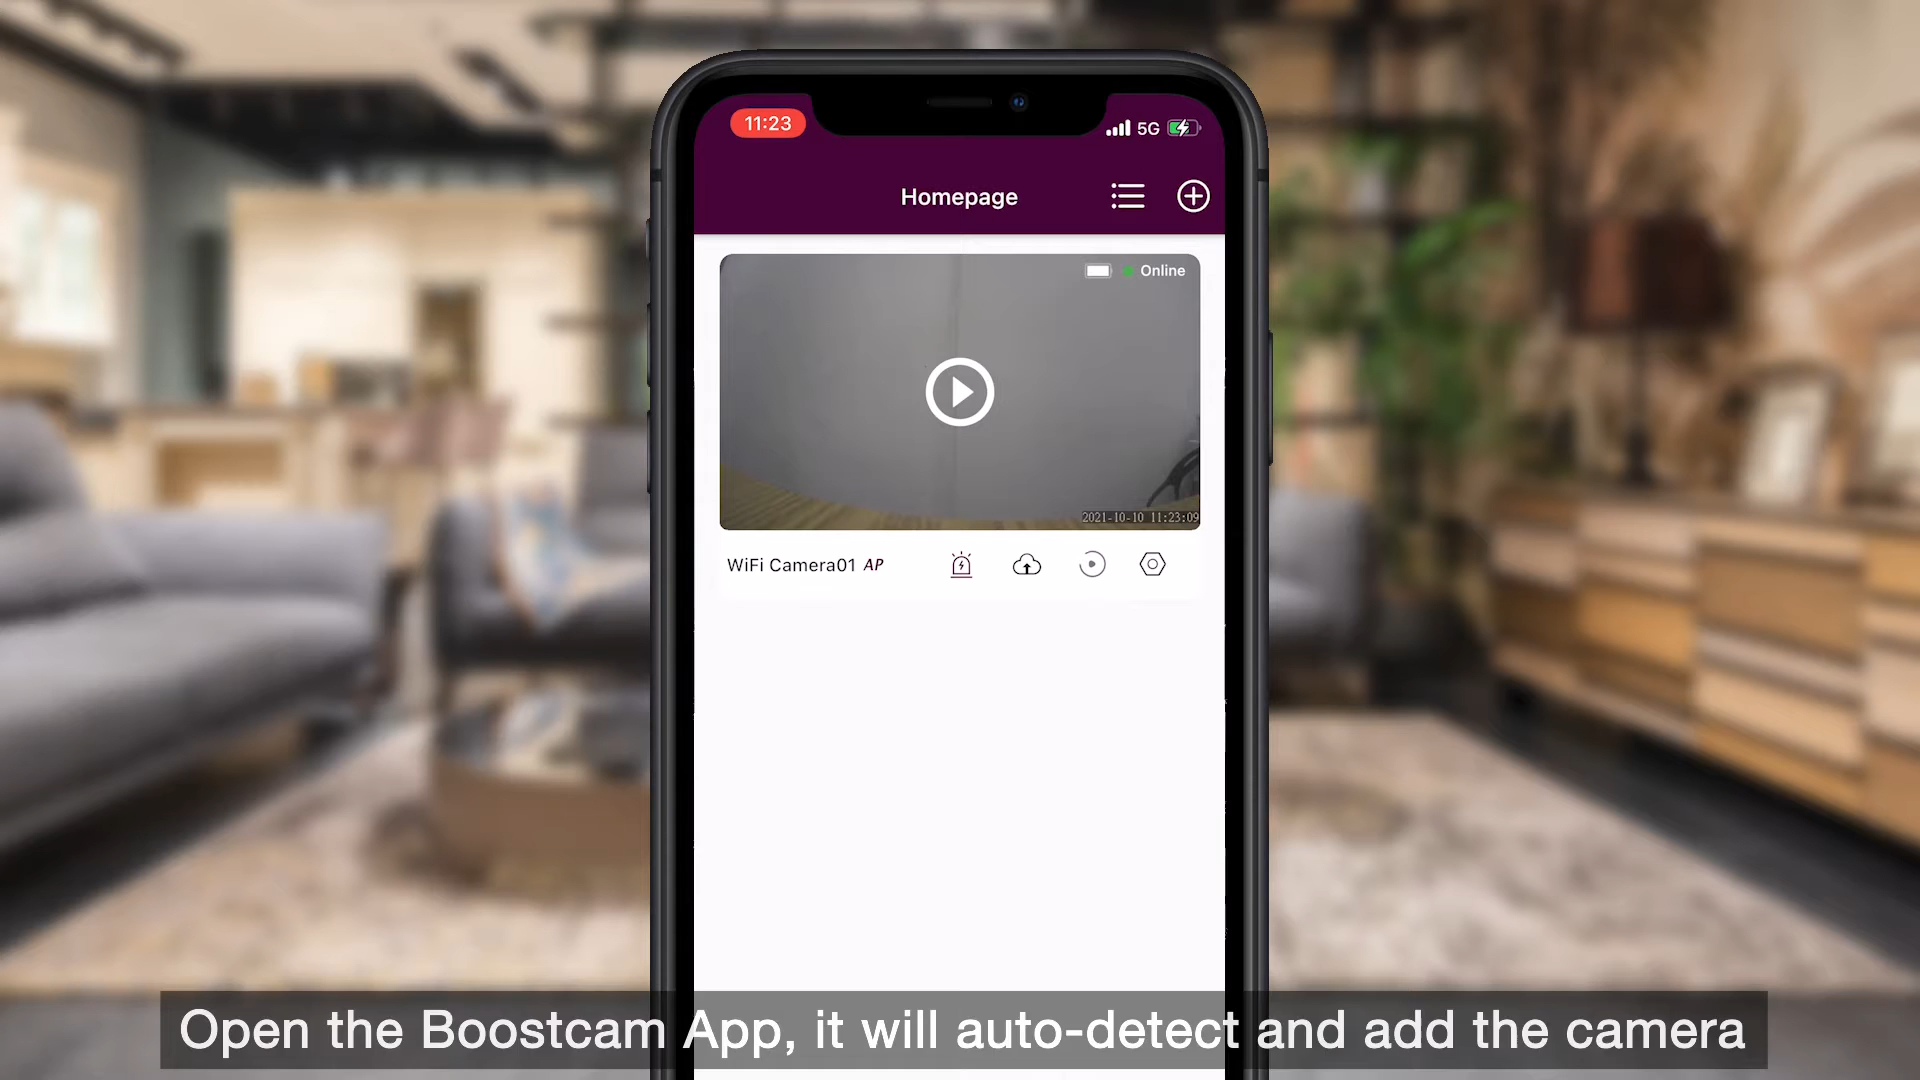 11:23
5G
Homepage
Online
2021-10-10 11:23:09
WiFi Camera01 AP
Open the Boostcam App, it will auto-detect and add the camera